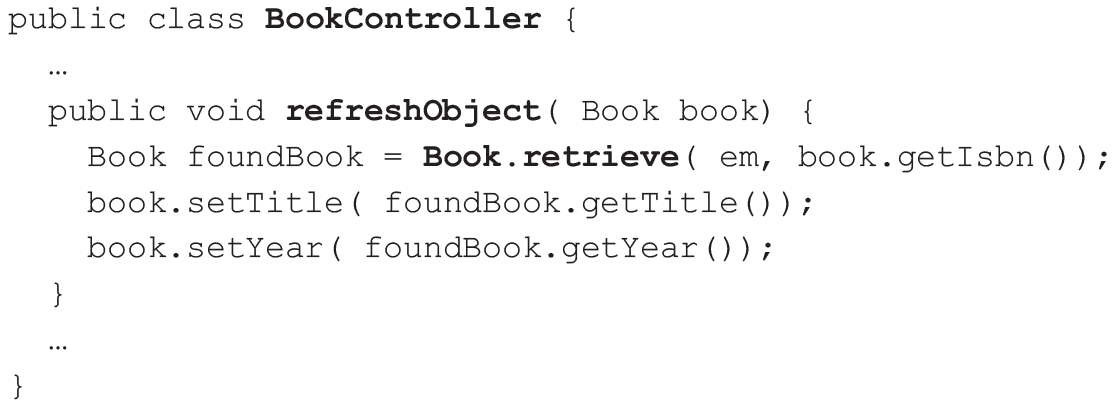 public class BookController {
…
public void refreshObject( Book book) {
Book foundBook = Book.retrieve( em, book.getIsbn());
book.setTitle( foundBook.getTitle());
book.setYear( foundBook.getYear());
}
…
}